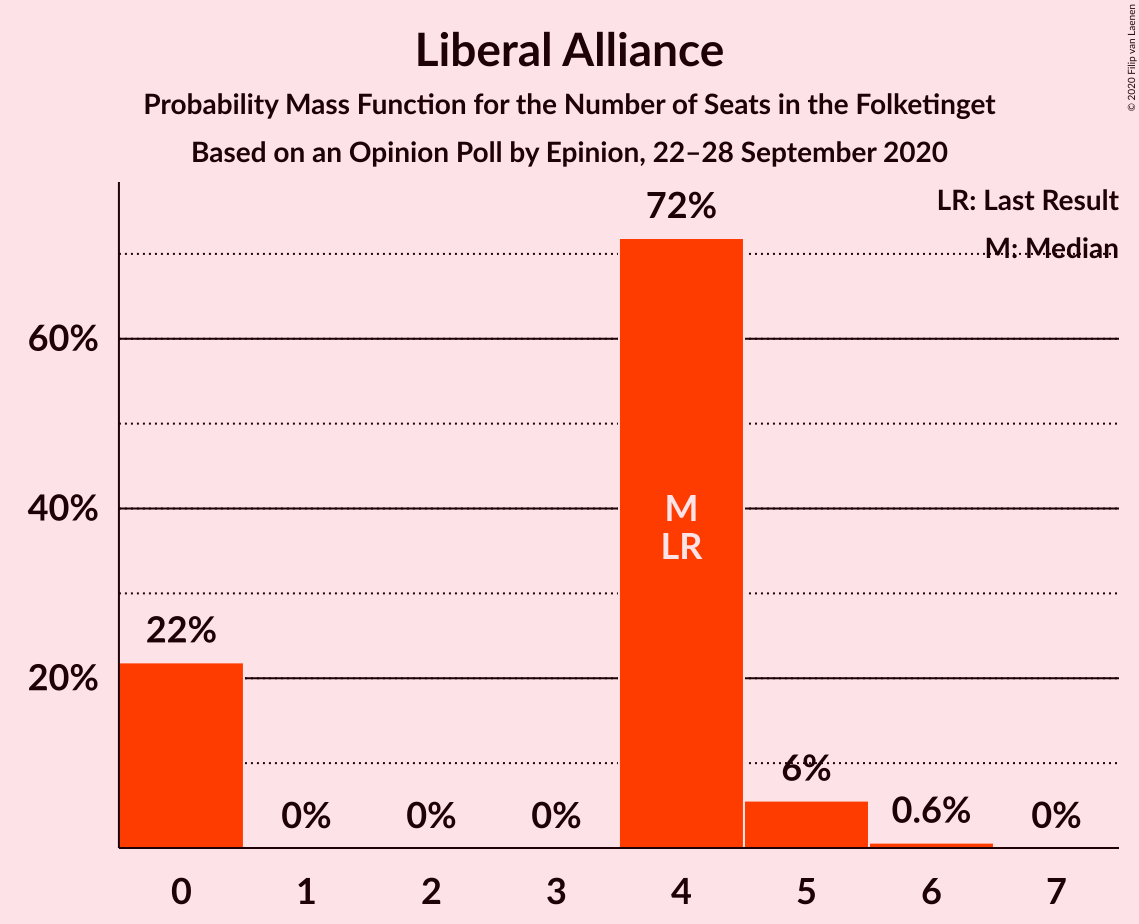 Liberal Alliance
Probability Mass Function for the Number of Seats in the Folketinget
Based on an Opinion Poll by Epinion, 22–28 September 2020
© 2020 Filip van Laenen
LR: Last Result
M: Median
72%
60%
40%
M
LR
22%
20%
6%
0%
0%
0%
0.6%
0%
0
1
2
3
4
5
6
7